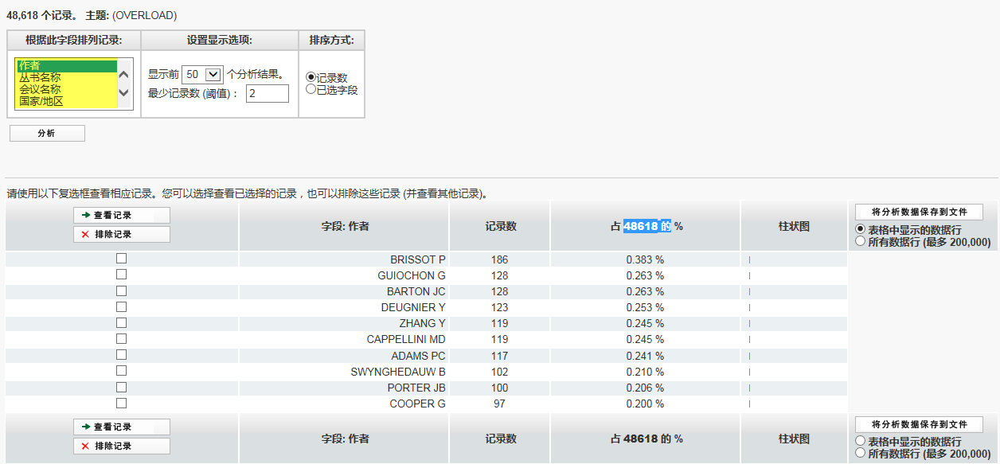 48,618 个记录。 主题: (OVERLOAD)
根据此字段排列记录: 设置显示选项: 排序方式:
作者
丛书名称
会议名称
国家/地区
显示前 50 个分析结果。
最少记录数 (阈值)： 2
记录数
已选字段
分析
请使用以下复选框查看相应记录。您可以选择查看已选择的记录，也可以排除这些记录 (并查看其他记录)。
查看记录
排除记录
字段: 作者 记录数 占 48618 的 % 柱状图
将分析数据保存到文件
表格中显示的数据行
所有数据行 (最多 200,000)
BRISSOT P 186 0.383 %
GUIOCHON G 128 0.263 %
BARTON JC 128 0.263 %
DEUGNIER Y 123 0.253 %
ZHANG Y 119 0.245 %
CAPPELLINI MD 119 0.245 %
ADAMS PC 117 0.241 %
SWYNGHEDAUW B 102 0.210 %
PORTER JB 100 0.206 %
COOPER G 97 0.200 %
查看记录
排除记录
字段: 作者 记录数 占 48618 的 % 柱状图
将分析数据保存到文件
表格中显示的数据行
所有数据行 (最多 200,000)